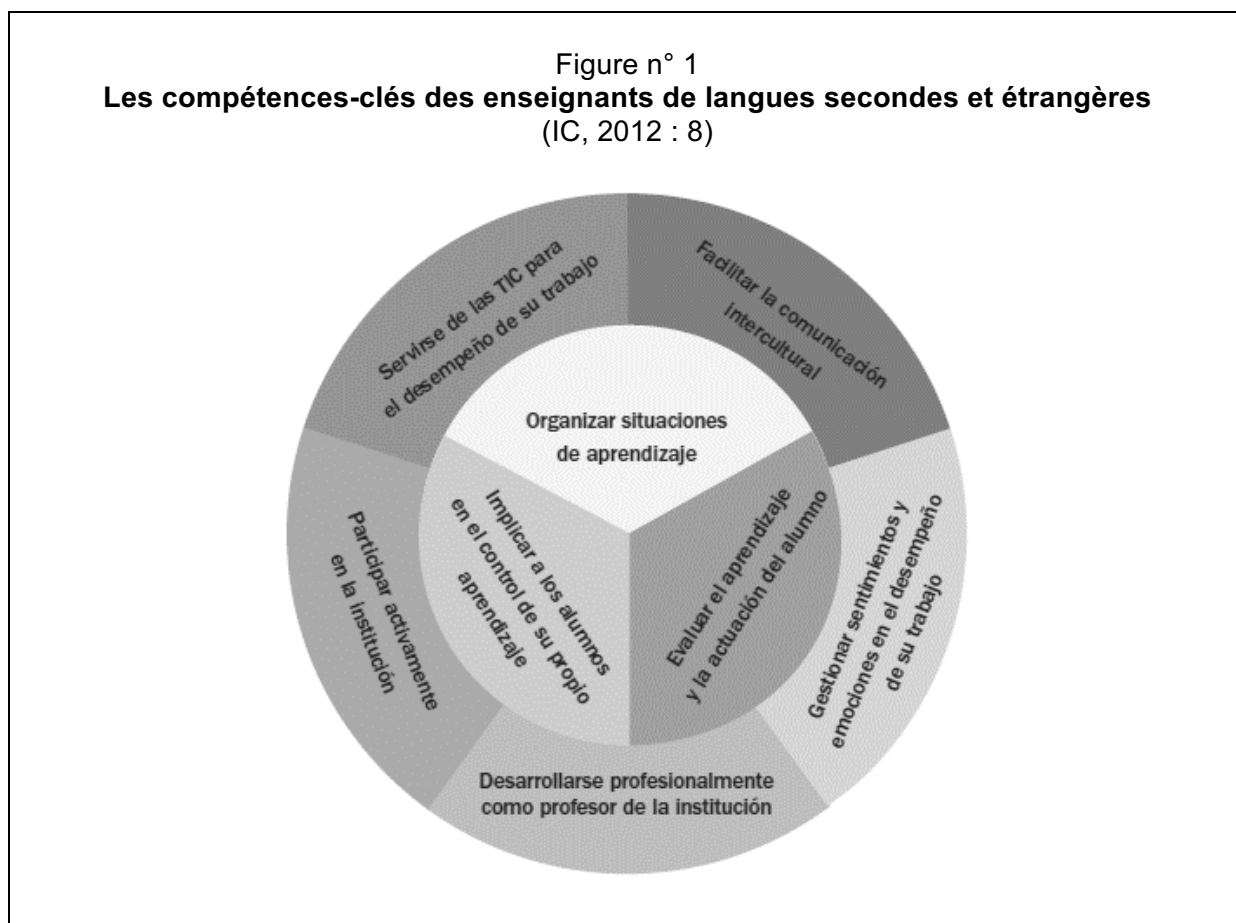 Figure n° 1
Les compétences-clés des enseignants de langues secondes et étrangères
(IC, 2012 : 8)
Servirse de las TIC para
el desempeño de su trabajo
Facilitar la comunicación
intercultural
Organizar situaciones
de aprendizaje
Implicar a los alumnos
en el control de su propio
aprendizaje
Evaluar el aprendizaje
y la actuación del alumno
Participar activamente
en la institución
Gestionar sentimientos y
emociones en el desempeño
de su trabajo
Desarrollarse profesionalmente
como profesor de la institución